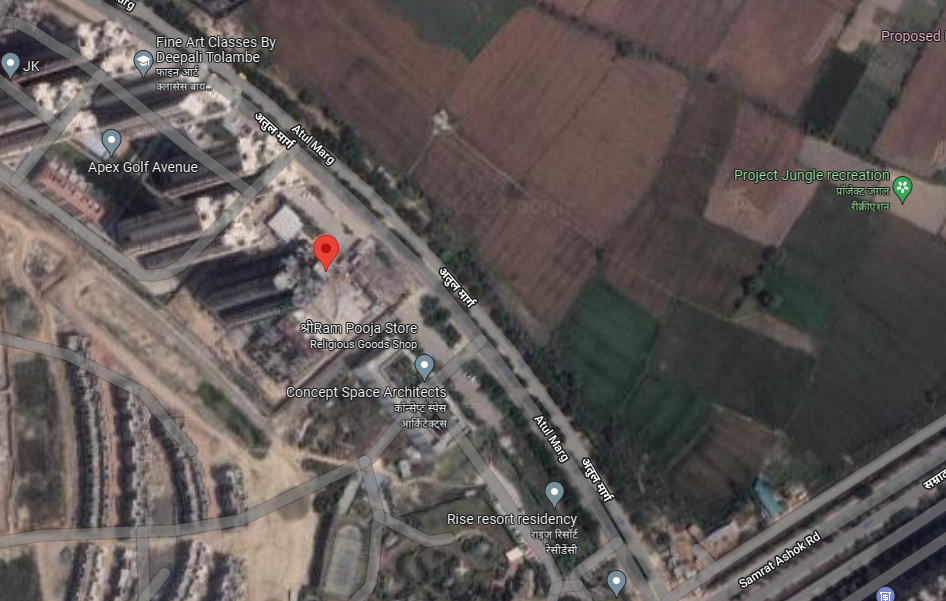 arg
Fine Art Classes By
Deepali Tolambe
फाइन आर्ट
क्लासेस बाय...
JK
Apex Golf Avenue
अतुल मार्ग
Atul Marg
Proposed
Project Jungle recreation
प्रॉजेक्ट जंगल
रीक्रीएशन
अतुल मार्ग
श्रीRam Pooja Store
Religious Goods Shop
Concept Space Architects
कॉन्सेप्ट स्पेस
आर्किटेक्ट्स
Atul Marg
अतुल मार्ग
Rise resort residency
राइज रिसॉर्ट
रेसीडेंसी
Samrat Ashok Rd
सम्रा